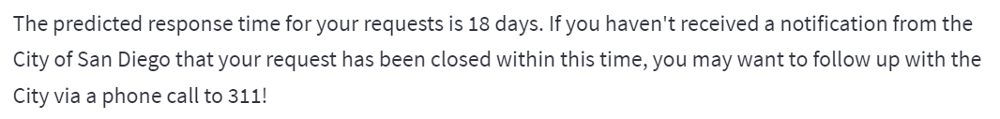 The predicted response time for your requests is 18 days. If you haven't received a notification from the
City of San Diego that your request has been closed within this time, you may want to follow up with the
City via a phone call to 311!